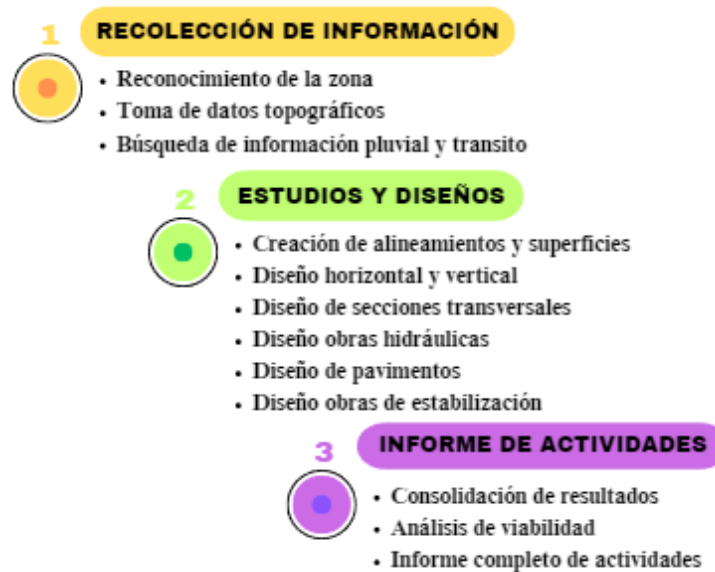 1 RECOLECCIÓN DE INFORMACIÓN
• Reconocimiento de la zona
• Toma de datos topográficos
• Búsqueda de información pluvial y transito
2 ESTUDIOS Y DISEÑOS
• Creación de alineamientos y superficies
• Diseño horizontal y vertical
• Diseño de secciones transversales
• Diseño obras hidráulicas
• Diseño de pavimentos
• Diseño obras de estabilización
3 INFORME DE ACTIVIDADES
• Consolidación de resultados
• Análisis de viabilidad
• Informe completo de actividades